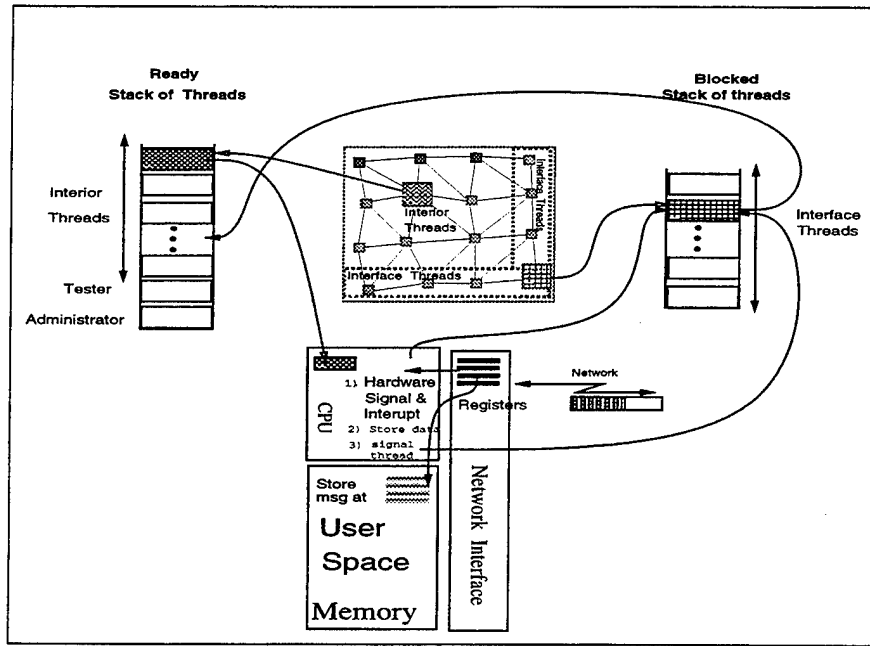 Ready
Stack of Threads
Blocked
Stack of threads
Interior
Threads
Tester
Administrator
Interior
Threads
Interface Threads
Interface Threads
Interface
Threads
CPU
1) Hardware
Signal &
Interupt
2) Store data
3) signal
thread
Registers
Network
Network Interface
Store
msg at
User
Space
Memory